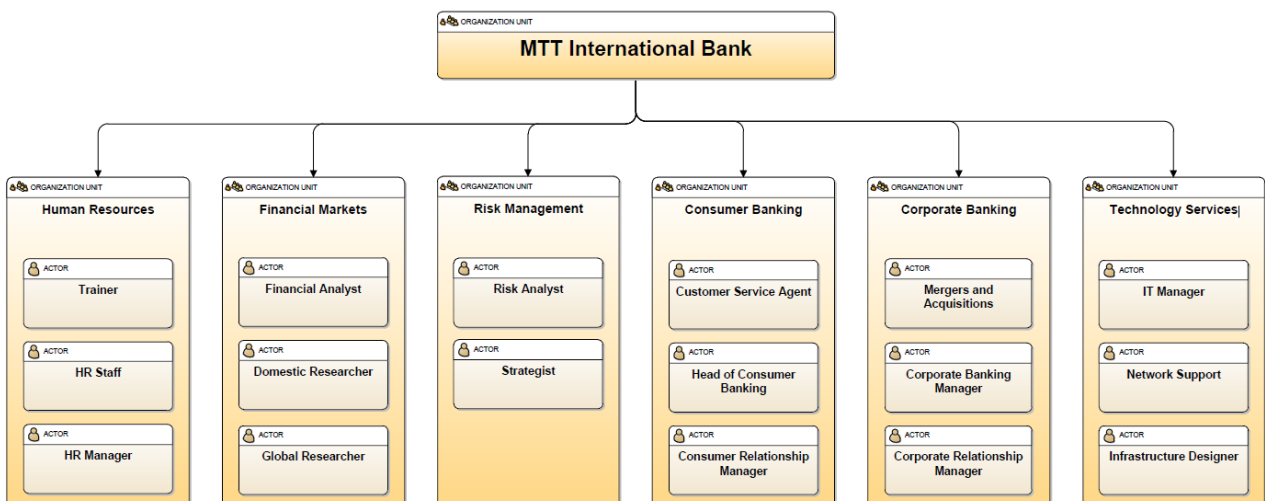 ORGANIZATION UNIT
MTT International Bank
ORGANIZATION UNIT
Human Resources
ACTOR
Trainer
ACTOR
HR Staff
ACTOR
HR Manager
ORGANIZATION UNIT
Financial Markets
ACTOR
Financial Analyst
ACTOR
Domestic Researcher
ACTOR
Global Researcher
ORGANIZATION UNIT
Risk Management
ACTOR
Risk Analyst
ACTOR
Strategist
ORGANIZATION UNIT
Consumer Banking
ACTOR
Customer Service Agent
ACTOR
Head of Consumer
Banking
ACTOR
Consumer Relationship
Manager
ORGANIZATION UNIT
Corporate Banking
ACTOR
Mergers and
Acquisitions
ACTOR
Corporate Banking
Manager
ACTOR
Corporate Relationship
Manager
ORGANIZATION UNIT
Technology Services
ACTOR
IT Manager
ACTOR
Network Support
ACTOR
Infrastructure Designer